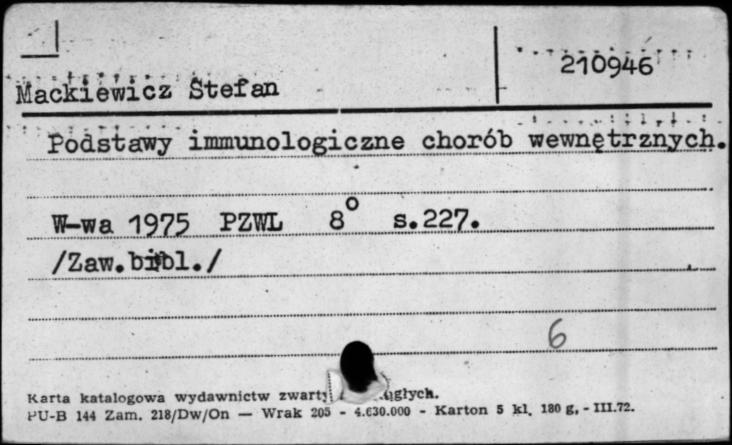 210946
Mackiewicz Stefan
Podstawy immunologiczne chorób wewnętrznych.
W-wa 1975 PZWL 8° s.227.
/Zaw.bibl./
6
Karta katalogowa wydawnictw
PU-B 144 Zam. 218/Dw/On — Wrak 205 - 4.630.000 - Karton 5 kl. 180 g. - III.72.